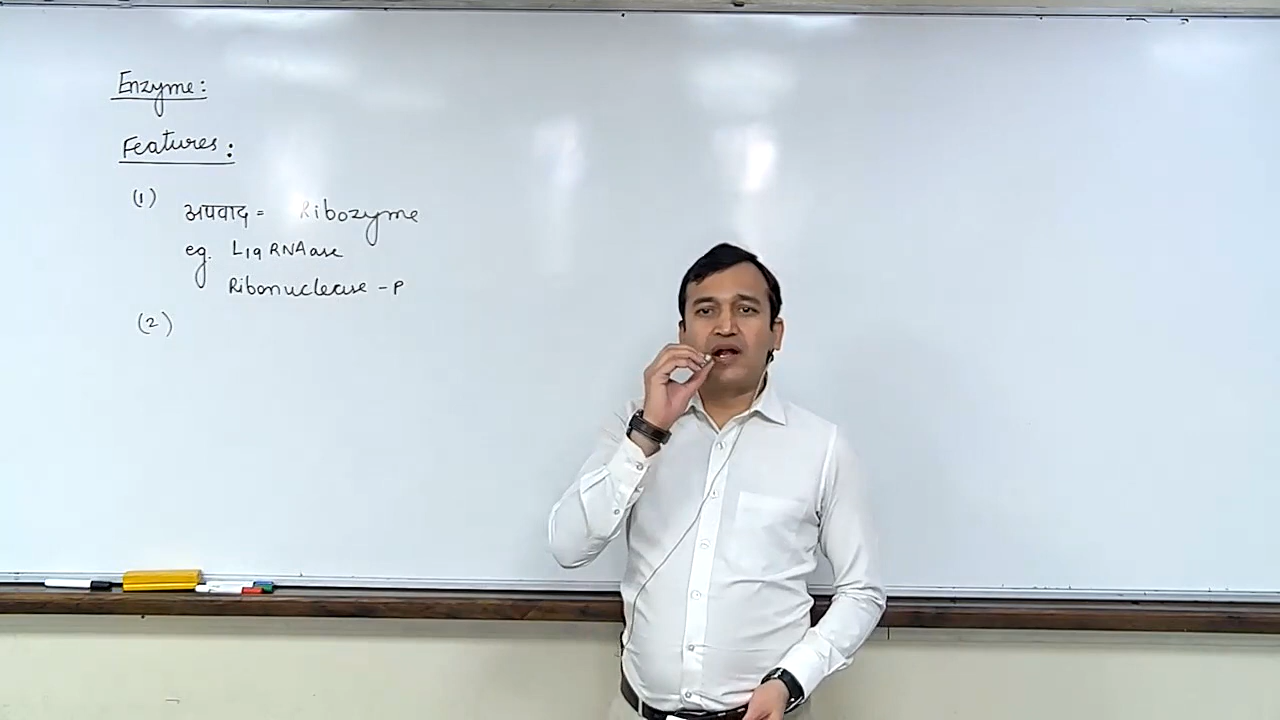 Enzyme:
Features:
(1) अपवाद = Ribozyme
eg. L19 RNAase
Ribonuclease - P
(2)